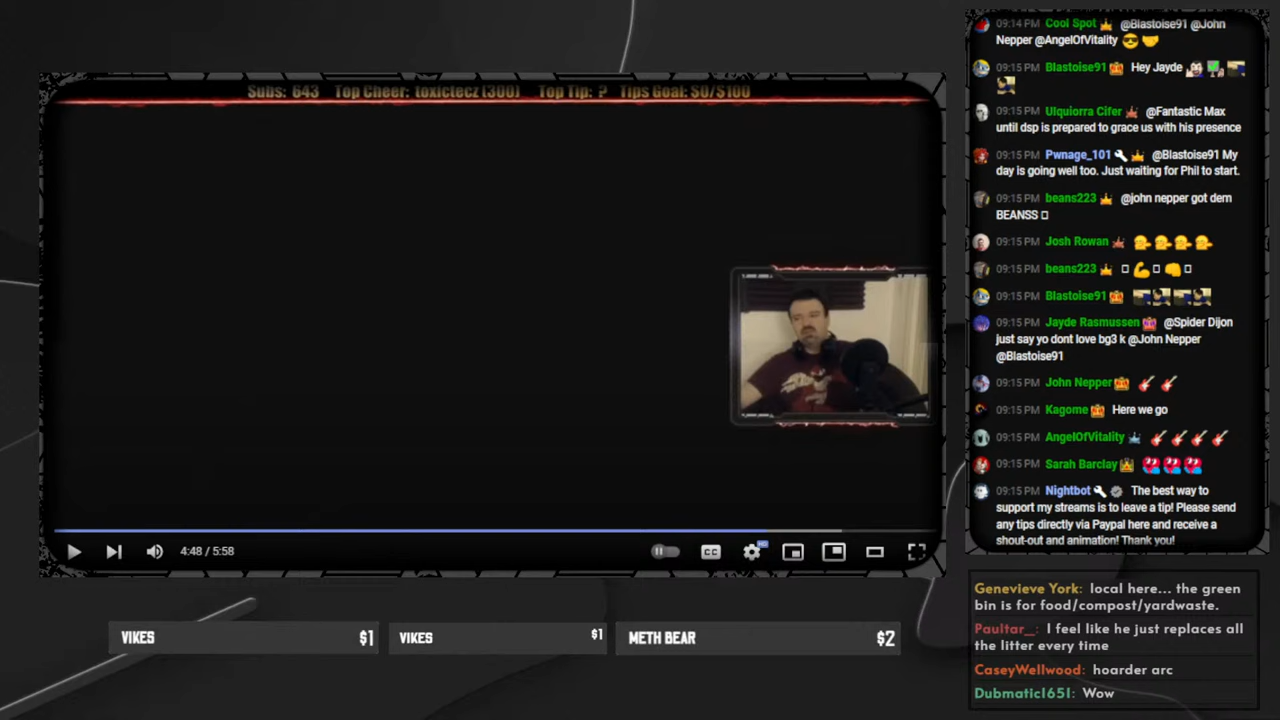 Subs: 643 Top Cheer: toxictecz (300) Top Tip: ? Tips Goal: $0/$100
4:48 / 5:58
CC
HD
VIKES $1
VIKES $1
METH BEAR $2
09:14 PM Cool Spot @Blastoise91 @John
Nepper @AngelOfVitality
Blastoise91 Hey Jayde
09:15 PM Ulquiorra Cifer @Fantastic Max
until dsp is prepared to grace us with his presence
09:15 PM Pwnage_101 @Blastoise91 My
day is going well too. Just waiting for Phil to start.
09:15 PM beans223 @john nepper got dem
BEANSS
09:15 PM Josh Rowan
09:15 PM beans223
09:15 PM Blastoise91
09:15 PM Jayde Rasmussen @Spider Dijon
just say yo dont love bg3 k @John Nepper
@Blastoise91
09:15 PM John Nepper
09:15 PM Kagome Here we go
09:15 PM AngelOfVitality
09:15 PM Sarah Barclay
09:15 PM Nightbot The best way to
support my streams is to leave a tip! Please send
any tips directly via Paypal here and receive a
shout-out and animation! Thank you!
Genevieve York: local here... the green
bin is for food/compost/yardwaste.
Paultar_: I feel like he just replaces all
the litter every time
CaseyWellwood: hoarder arc
Dubmatic1651: Wow